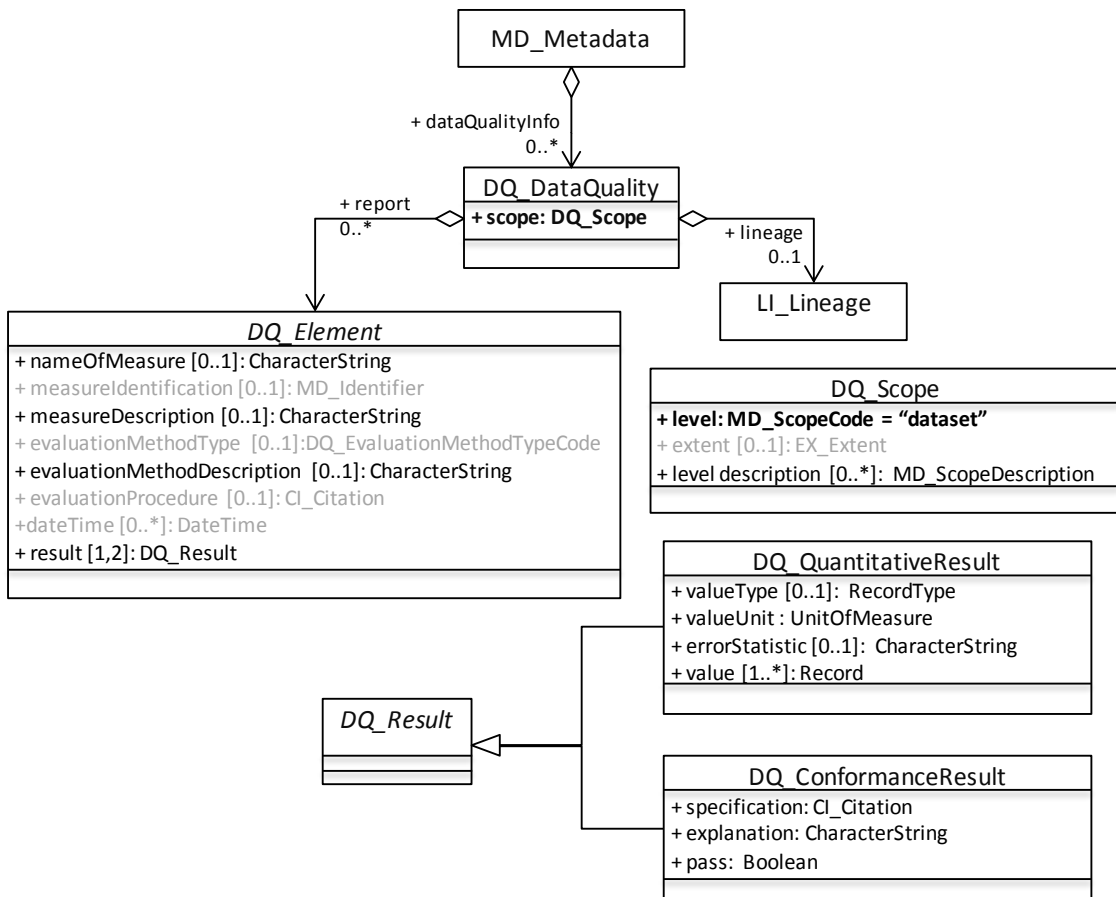 MD_Metadata
+ dataQualityInfo
0..*
DQ_DataQuality
+ scope: DQ_Scope
+ report
0..*
+ lineage
0..1
LI_Lineage
DQ_Element
+ nameOfMeasure [0..1]: CharacterString
+ measureIdentification [0..1]: MD_Identifier
+ measureDescription [0..1]: CharacterString
+ evaluationMethodType [0..1]:DQ_EvaluationMethodTypeCode
+ evaluationMethodDescription [0..1]: CharacterString
+ evaluationProcedure [0..1]: CI_Citation
+dateTime [0..*]: DateTime
+ result [1,2]: DQ_Result
DQ_Scope
+ level: MD_ScopeCode = “dataset”
+ extent [0..1]: EX_Extent
+ level description [0..*]: MD_ScopeDescription
DQ_QuantitativeResult
+ valueType [0..1]: RecordType
+ valueUnit : UnitOfMeasure
+ errorStatistic [0..1]: CharacterString
+ value [1..*]: Record
DQ_Result
DQ_ConformanceResult
+ specification: CI_Citation
+ explanation: CharacterString
+ pass: Boolean